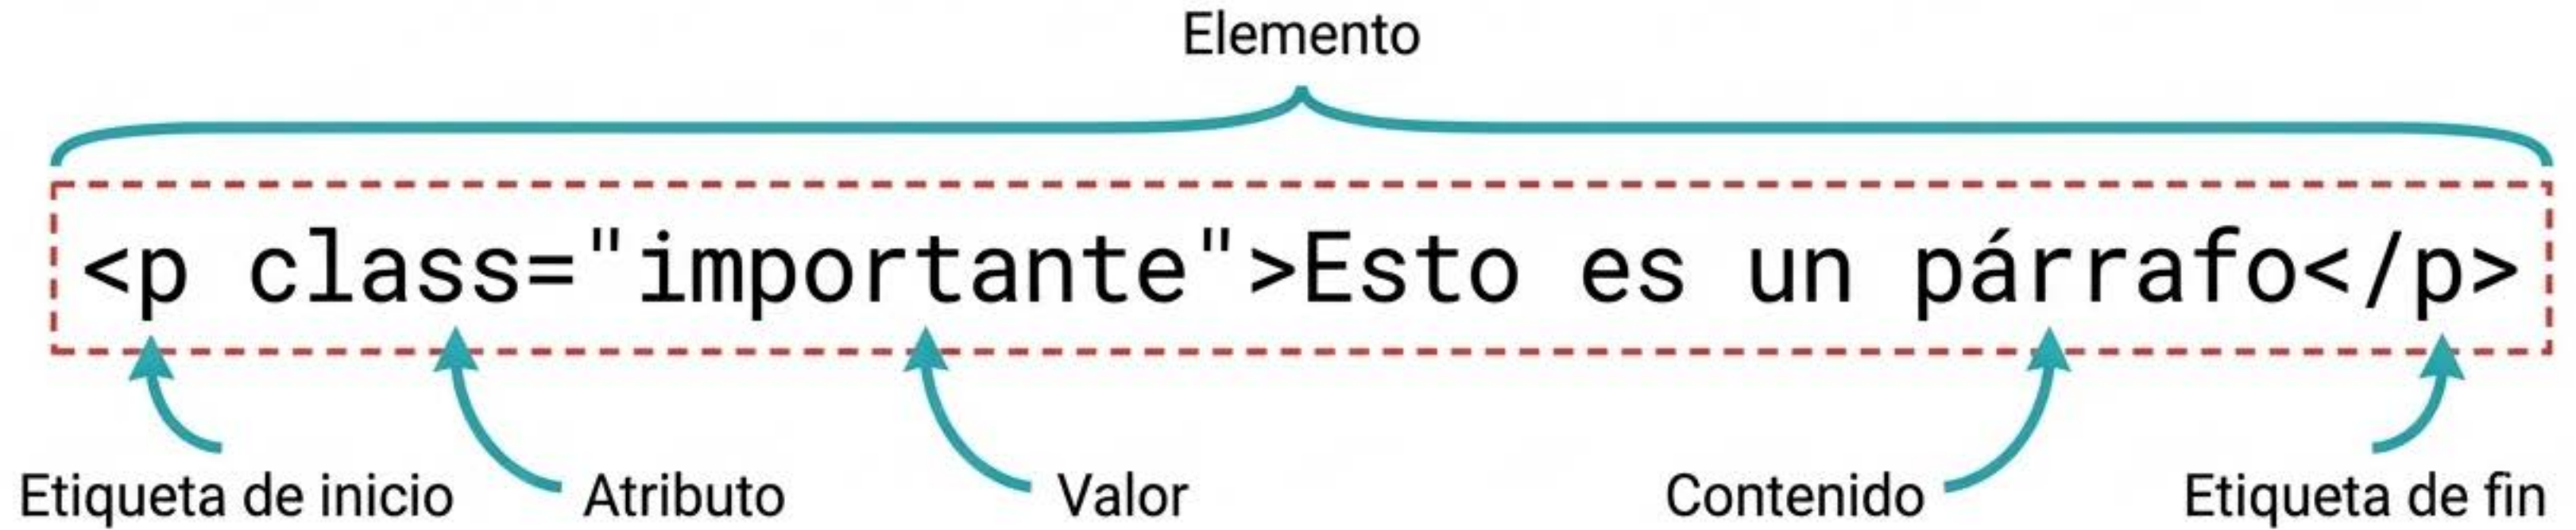 Elemento
<p class="importante">Esto es un párrafo</p>
Etiqueta de inicio
Atributo
Valor
Contenido
Etiqueta de fin